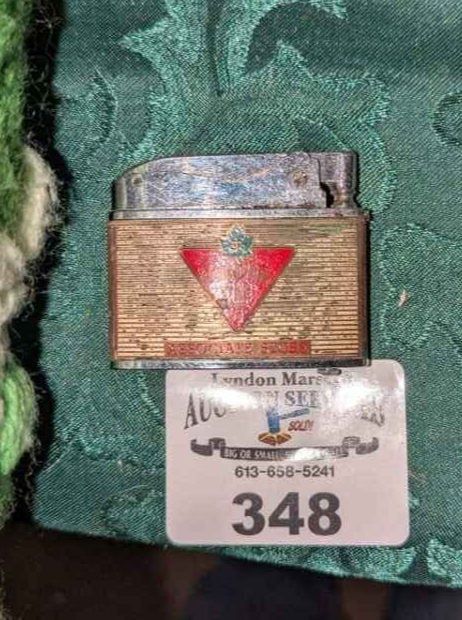 ASSOCIATE STORE
Lyndon Mars
AUCTION SERVICES
SOLD!
BIG OR SMALL
613-658-5241
348